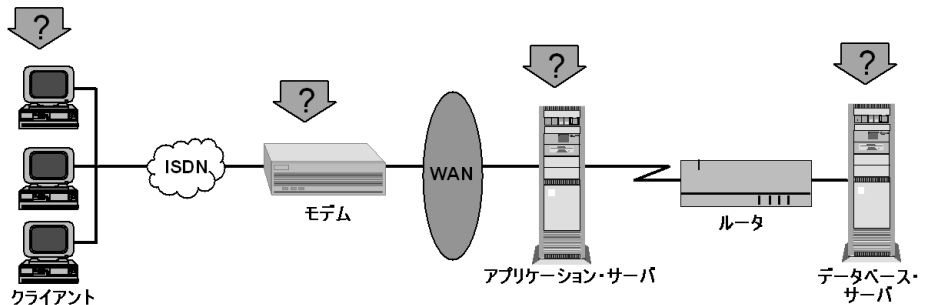 ?
?
?
?
ISDN
WAN
モデム
ルータ
クライアント
アプリケーション・サーバ
データベース・
サーバ